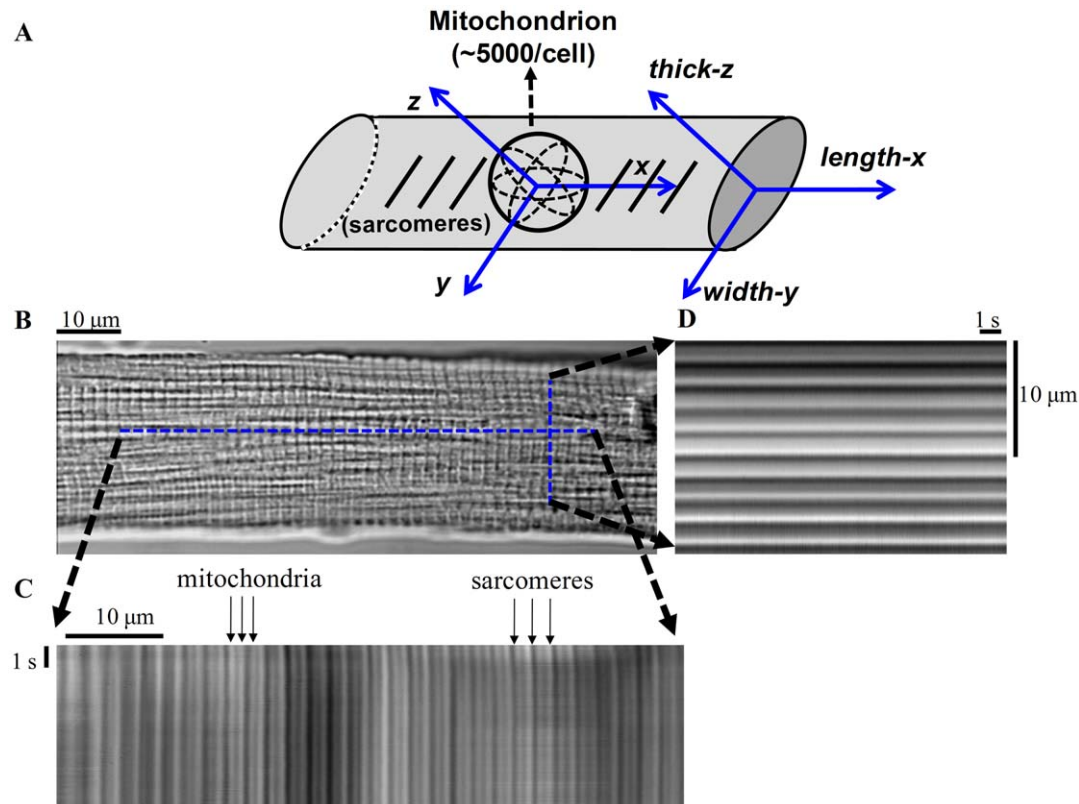 A
Mitochondrion
(~5000/cell)
thick-z
z
length-x
x
(sarcomeres)
y
width-y
B
10 μm
D
1 s
10 μm
mitochondria
sarcomeres
C
10 μm
1 s